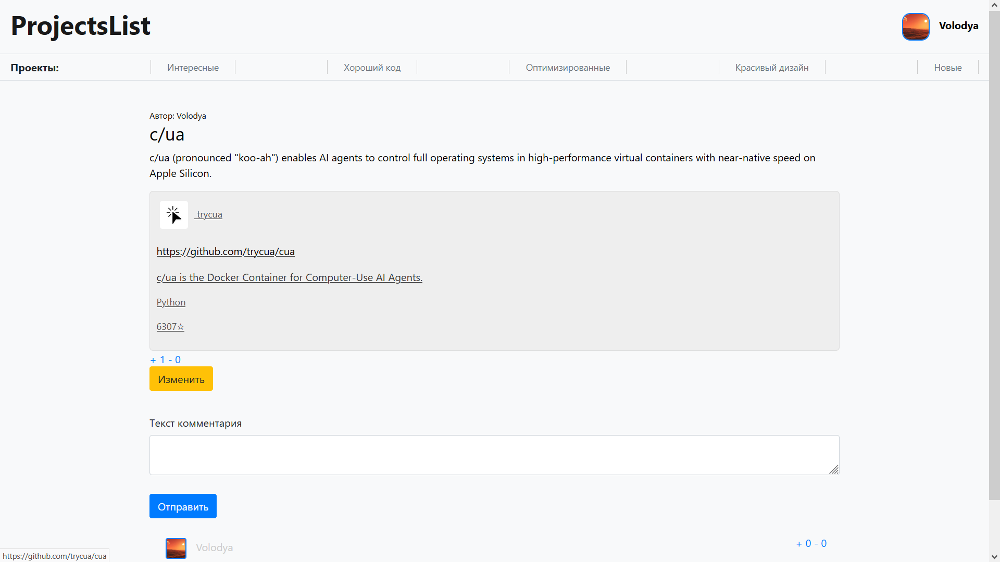 ProjectsList
Volodya
Проекты:
Интересные
Хороший код
Оптимизированные
Красивый дизайн
Новые
Автор: Volodya
c/ua
c/ua (pronounced "koo-ah") enables AI agents to control full operating systems in high-performance virtual containers with near-native speed on
Apple Silicon.
trycua
https://github.com/trycua/cua
c/ua is the Docker Container for Computer-Use AI Agents.
Python
6307☆
+ 1 - 0
Изменить
Текст комментария
Отправить
Volodya
+ 0 - 0
https://github.com/trycua/cua